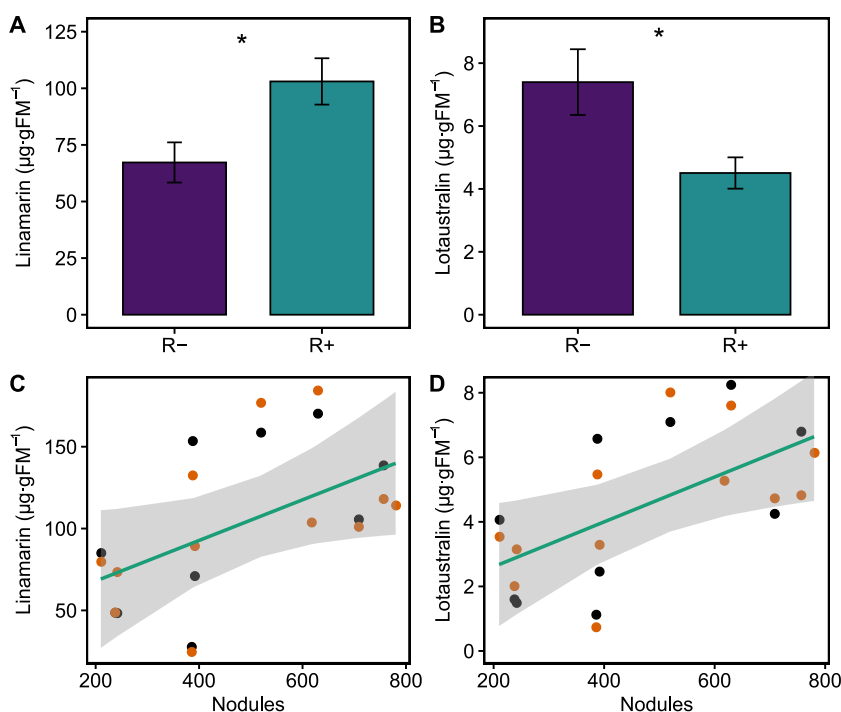 A
Linamarin (µg·gFM⁻¹)
125
100
75
50
25
0
*
R−
R+
B
Lotaustralin (µg·gFM⁻¹)
8
6
4
2
0
*
R−
R+
C
Linamarin (µg·gFM⁻¹)
150
100
50
200
400
600
800
Nodules
D
Lotaustralin (µg·gFM⁻¹)
8
6
4
2
0
200
400
600
800
Nodules